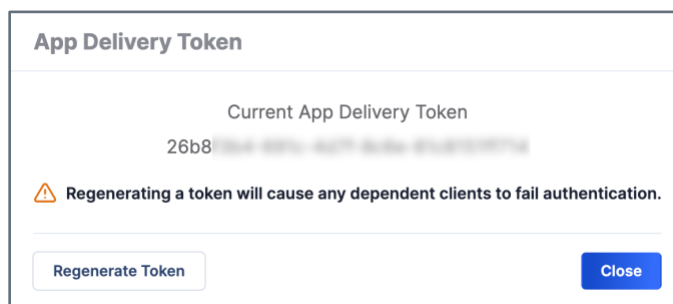 App Delivery Token
Current App Delivery Token
26b8
Regenerating a token will cause any dependent clients to fail authentication.
Regenerate Token
Close